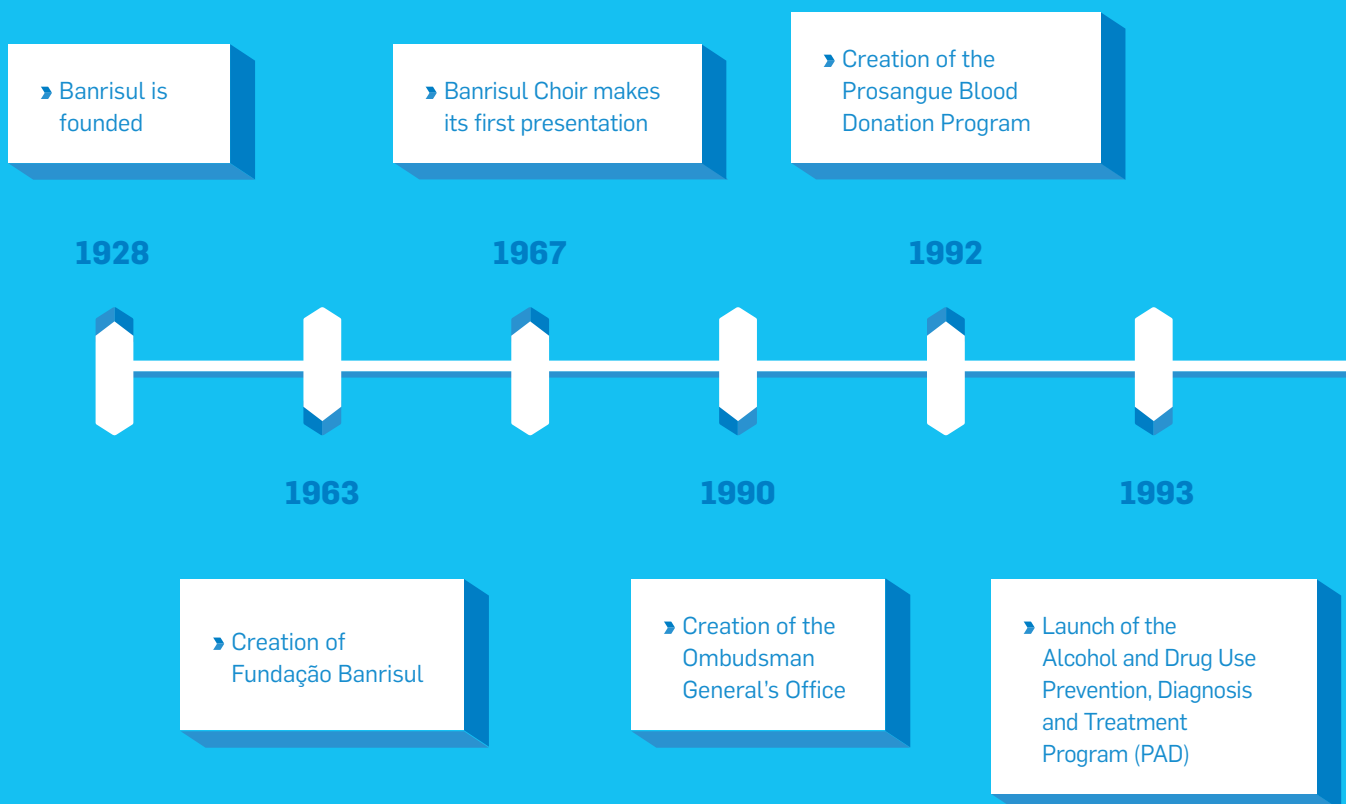 Banrisul is
founded
Banrisul Choir makes
its first presentation
Creation of the
Prosangue Blood
Donation Program
1928
1967
1992
1963
1990
1993
Creation of
Fundação Banrisul
Creation of the
Ombudsman
General's Office
Launch of the
Alcohol and Drug Use
Prevention, Diagnosis
and Treatment
Program (PAD)